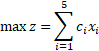 max z = ∑_{i=1}^{5} c_i x_i